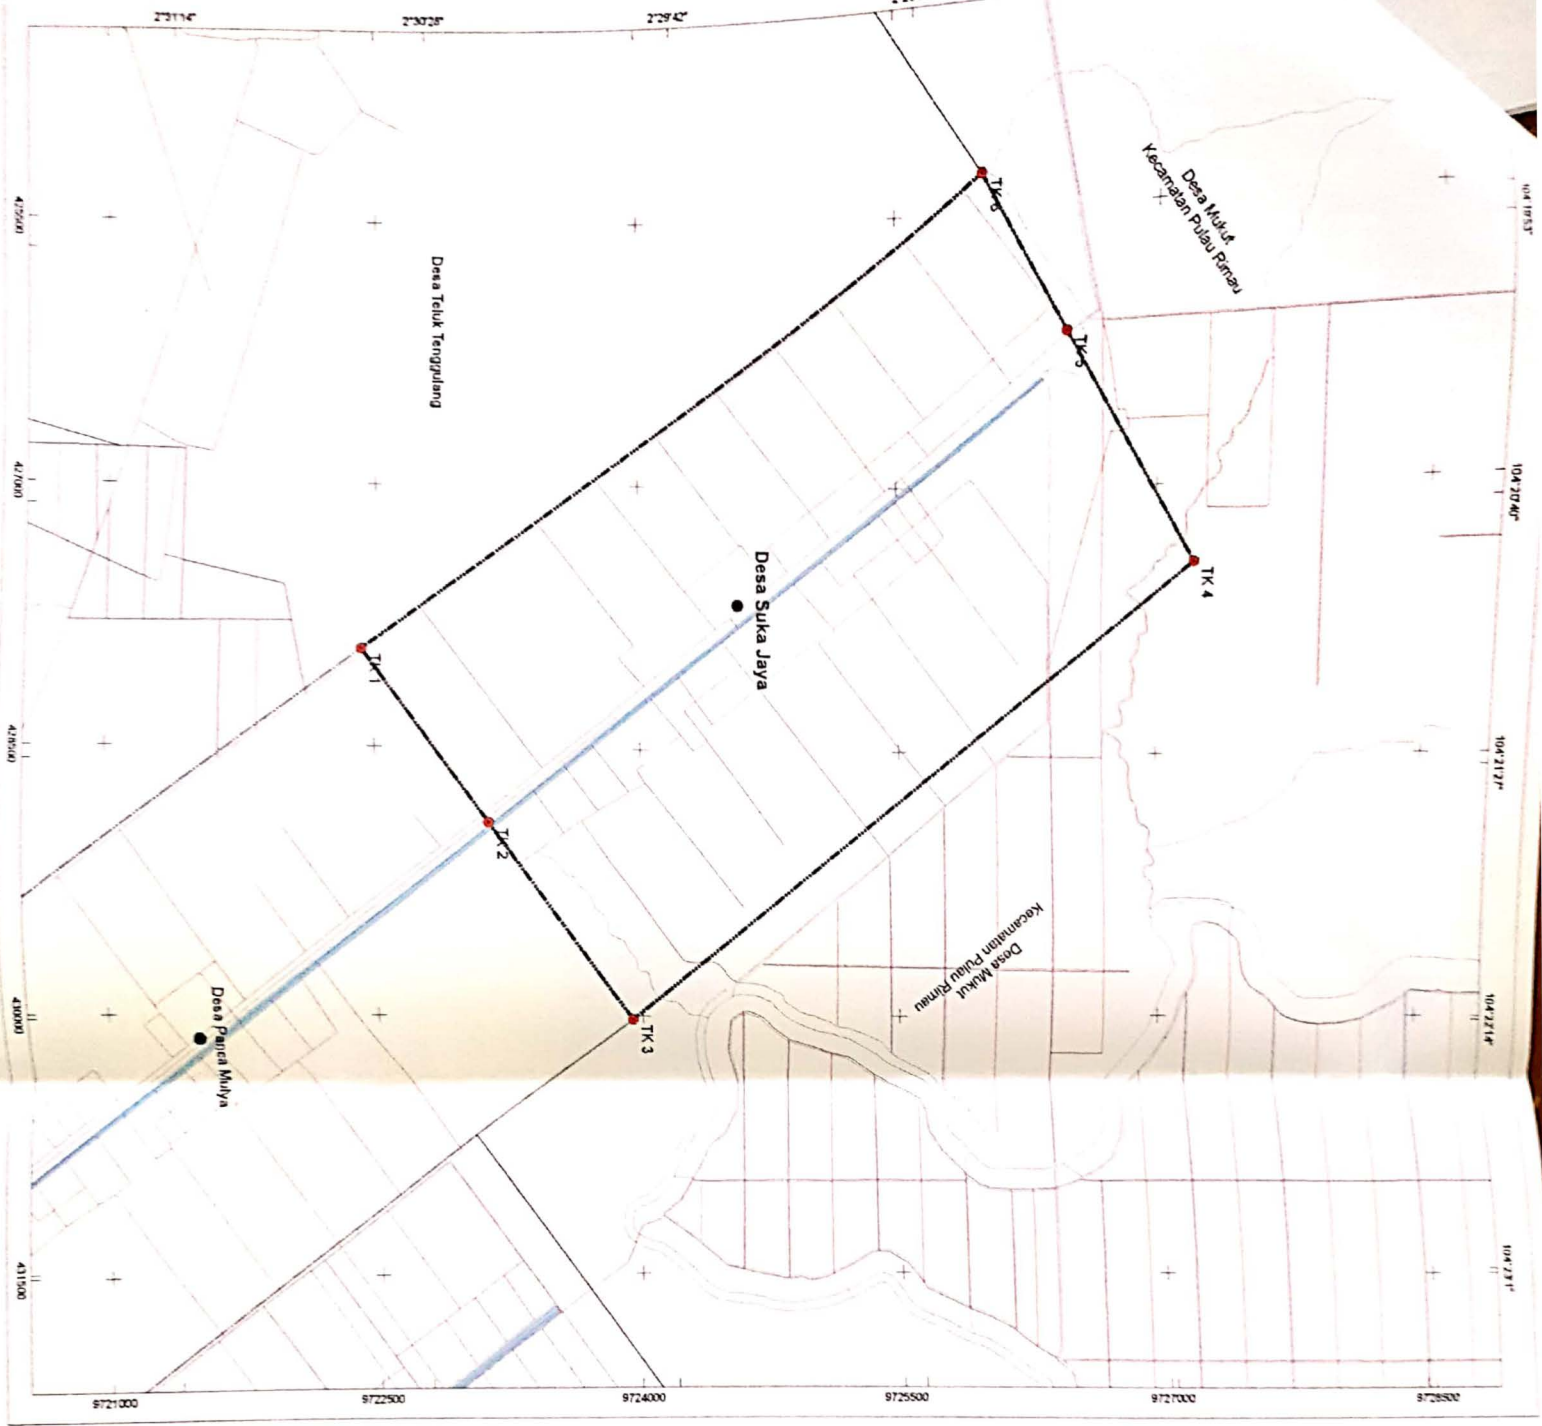 2°31'14"
2°30'28"
2°29'42"
104°19'53"
104°20'40"
104°21'27"
104°22'14"
104°23'1"
425500
427000
428500
430000
431500
9721000
9722500
9724000
9725500
9727000
9728500
Desa Mukut
Kecamatan Pulau Rimau
TK 6
TK 5
TK 4
Desa Teluk Tenggulang
Desa Suka Jaya
TK 1
TK 2
TK 3
Desa Mukut
Kecamatan Pulau Rimau
Desa Panca Mulya